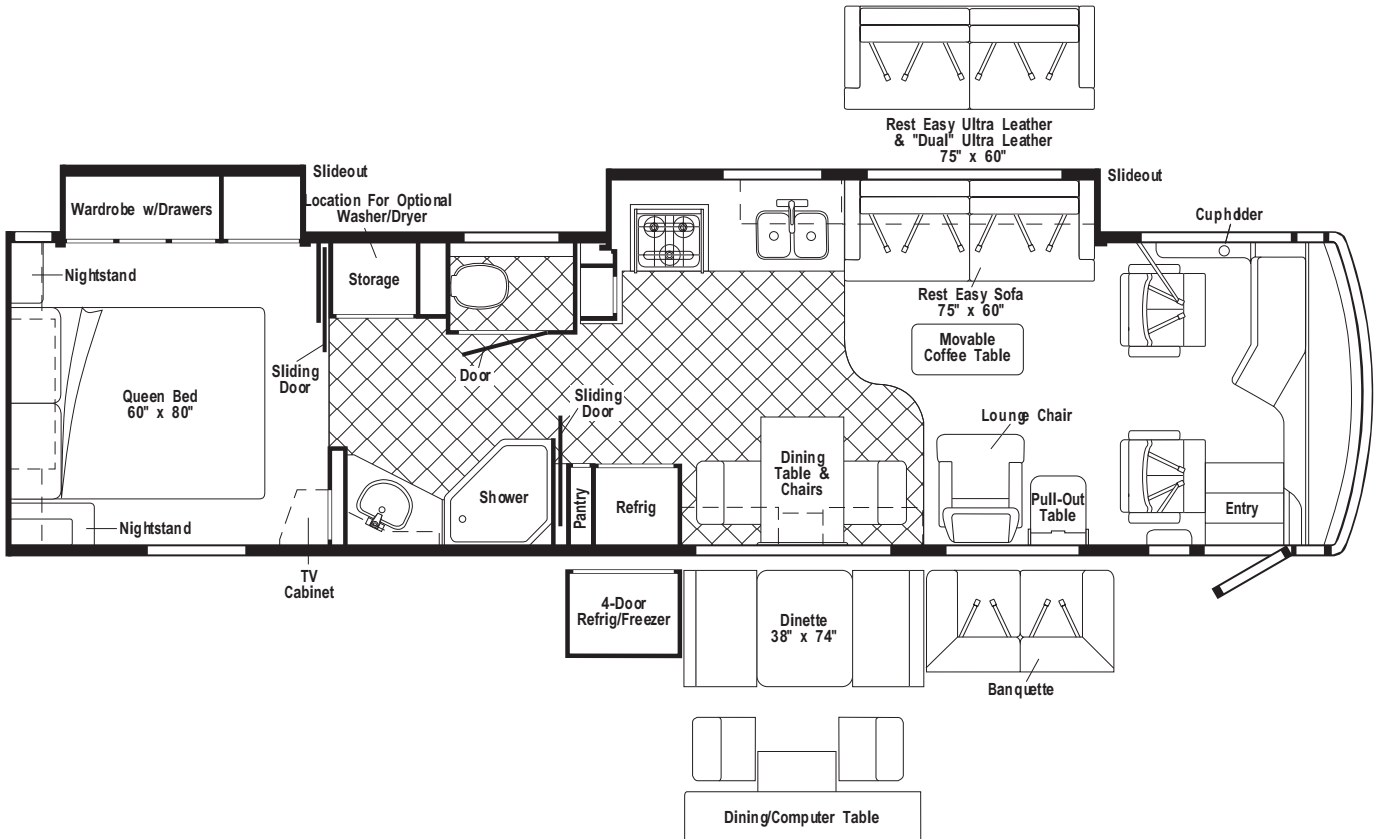 Rest Easy Ultra Leather
& "Dual" Ultra Leather
75" x 60"
Slideout
Slideout
Wardrobe w/Drawers
Location For Optional
Washer/Dryer
Cupholder
Nightstand
Storage
Rest Easy Sofa
75" x 60"
Movable
Coffee Table
Sliding
Door
Door
Queen Bed
60" x 80"
Sliding
Door
Lounge Chair
Dining
Table &
Chairs
Shower
Pantry
Refrig
Pull-Out
Table
Entry
Nightstand
TV
Cabinet
4-Door
Refrig/Freezer
Dinette
38" x 74"
Banquette
Dining/Computer Table